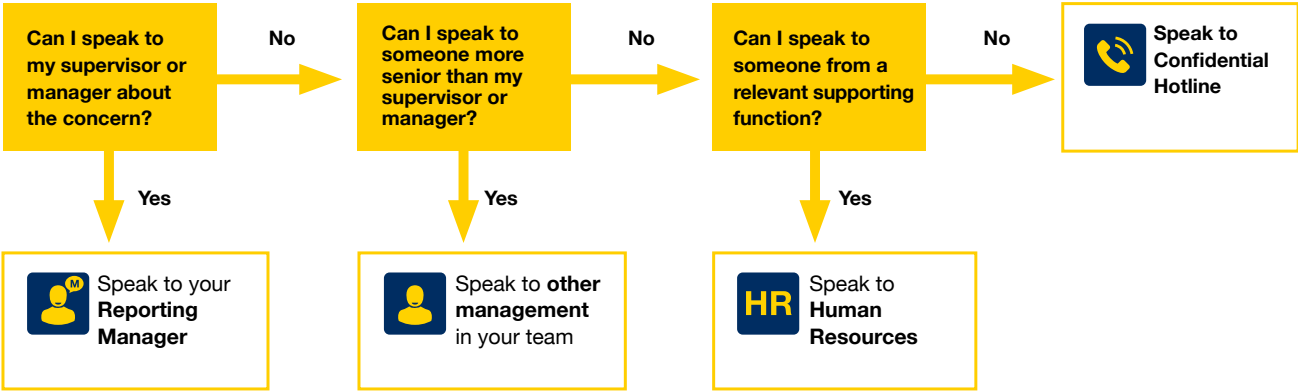 Can I speak to
my supervisor or
manager about
the concern?
No
Can I speak to
someone more
senior than my
supervisor or
manager?
No
Can I speak to
someone from a
relevant supporting
function?
No
Speak to
Confidential
Hotline
Yes
Yes
Yes
M
Speak to your
Reporting
Manager
Speak to other
management
in your team
HR
Speak to
Human
Resources